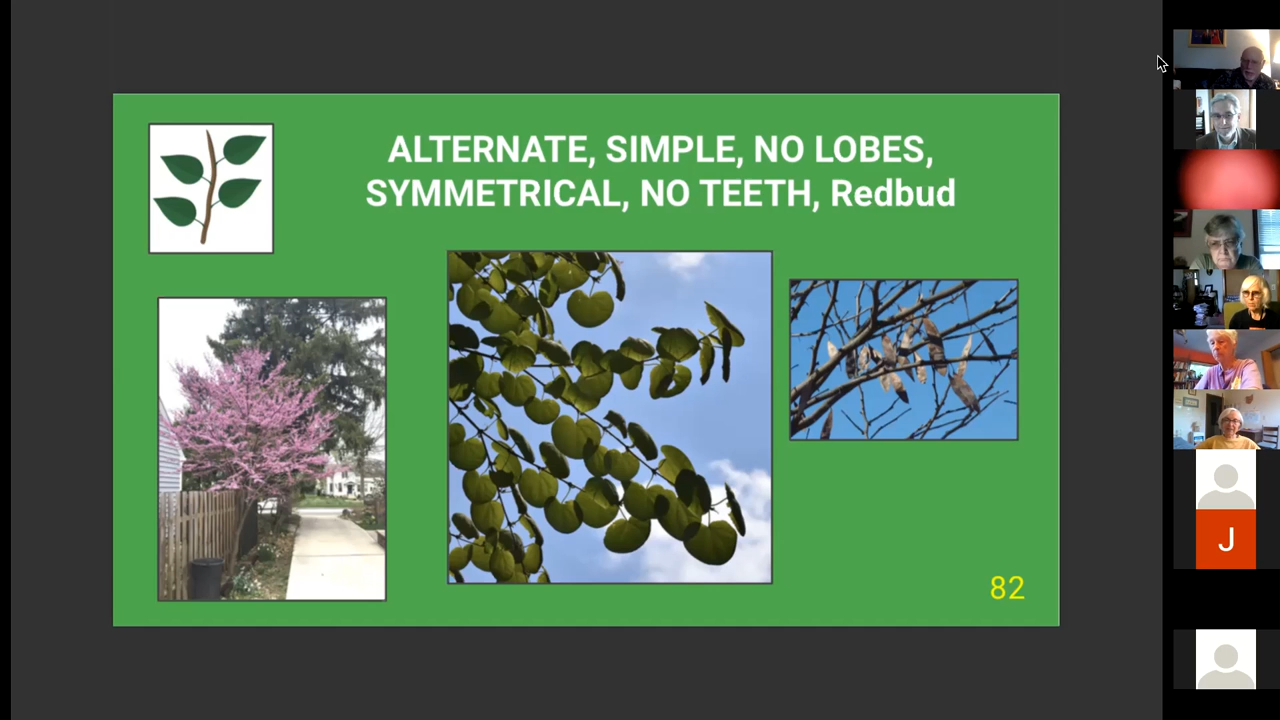 ALTERNATE, SIMPLE, NO LOBES,
SYMMETRICAL, NO TEETH, Redbud
82
J